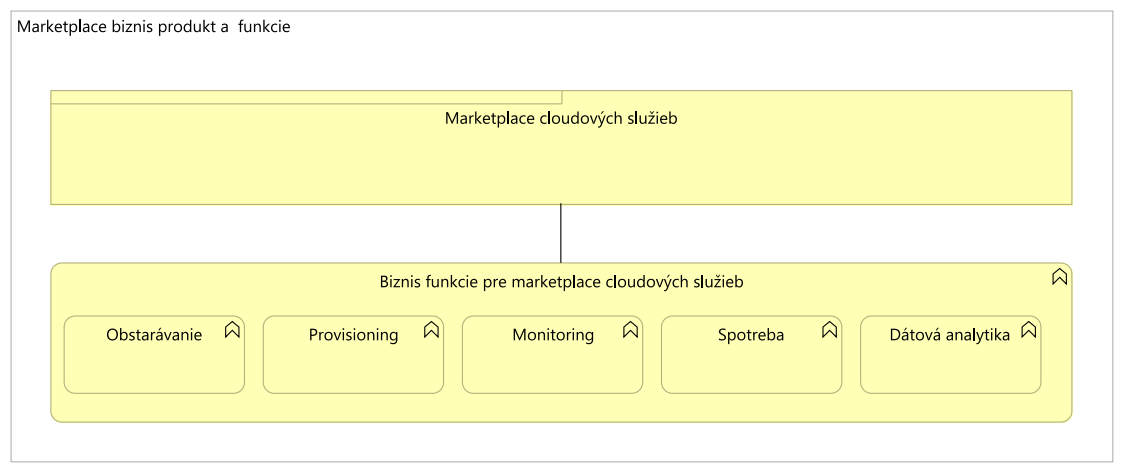 Marketplace biznis produkt a  funkcie
Marketplace cloudových služieb
Biznis funkcie pre marketplace cloudových služieb
Obstarávanie
Provisioning
Monitoring
Spotreba
Dátová analytika